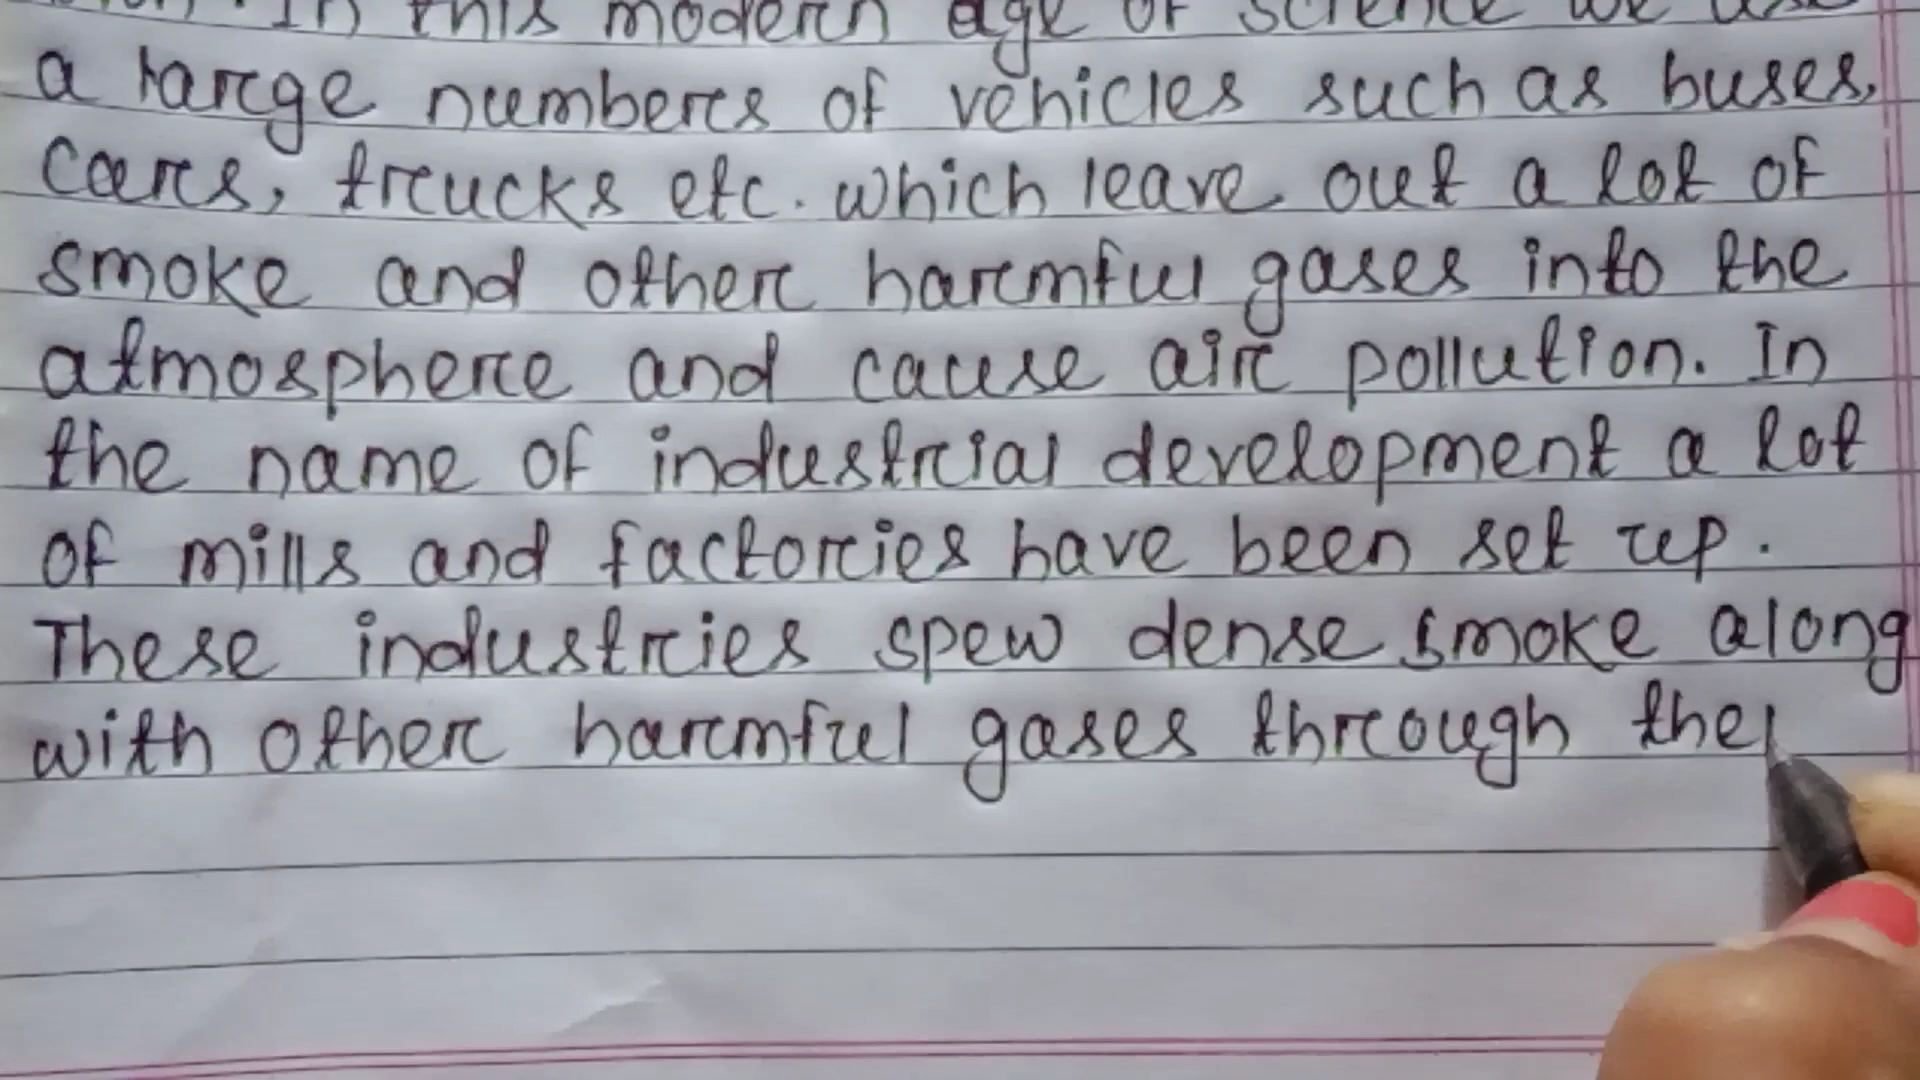 In this modern age of science we use
a large numbers of vehicles such as buses,
cars, trucks etc. which leave out a lot of
smoke and other harmful gases into the
atmosphere and cause air pollution. In
the name of industrial development a lot
of mills and factories have been set up.
These industries spew dense smoke along
with other harmful gases through the